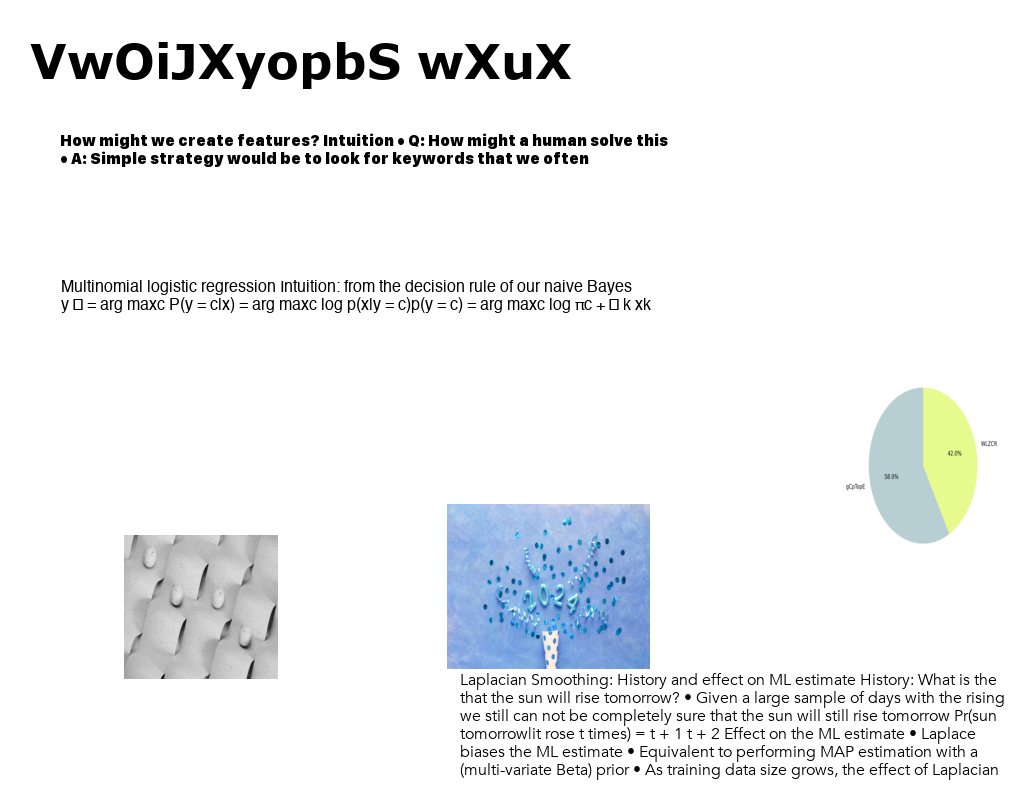 VwOiJXyopbS wXuX
How might we create features? Intuition • Q: How might a human solve this
• A: Simple strategy would be to look for keywords that we often
Multinomial logistic regression Intuition: from the decision rule of our naive Bayes
y □ = arg maxc P(y = c|x) = arg maxc log p(x|y = c)p(y = c) = arg maxc log πc + □ k xk
WLZCR
42.0%
58.0%
gCpTopE
2024
Laplacian Smoothing: History and effect on ML estimate History: What is the
that the sun will rise tomorrow? • Given a large sample of days with the rising
we still can not be completely sure that the sun will still rise tomorrow Pr(sun
tomorrowlit rose t times) = t + 1 t + 2 Effect on the ML estimate • Laplace
biases the ML estimate • Equivalent to performing MAP estimation with a
(multi-variate Beta) prior • As training data size grows, the effect of Laplacian